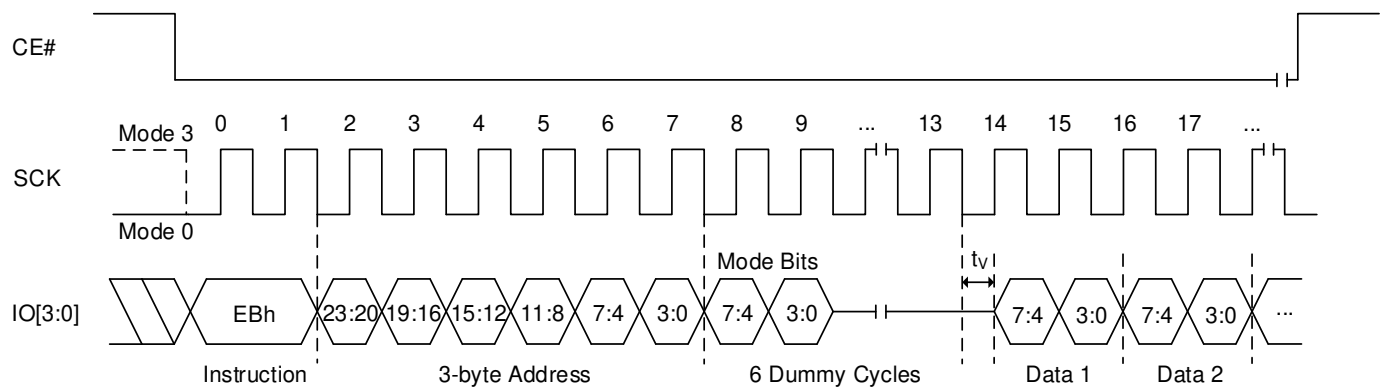 CE#
0 1 2 3 4 5 6 7 8 9 ... 13 14 15 16 17 ...
Mode 3
SCK
Mode 0
Mode Bits tV
IO[3:0] EBh 23:20 19:16 15:12 11:8 7:4 3:0 7:4 3:0 7:4 3:0 7:4 3:0 ...
Instruction 3-byte Address 6 Dummy Cycles Data 1 Data 2